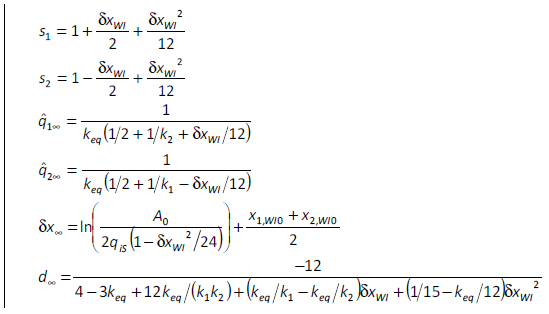 s₁ = 1 + δx_WI/2 + δx_WI²/12
s₂ = 1 − δx_WI/2 + δx_WI²/12
q̂₁∞ = 1/(k_eq(1/2 + 1/k₂ + δx_WI/12))
q̂₂∞ = 1/(k_eq(1/2 + 1/k₁ − δx_WI/12))
δx∞ = ln(A₀/(2q_is(1 − δx_WI²/24))) + (x₁,WI0 + x₂,WI0)/2
d∞ = −12/(4 − 3k_eq + 12k_eq/(k₁k₂) + (k_eq/k₁ − k_eq/k₂)δx_WI + (1/15 − k_eq/12)δx_WI²)